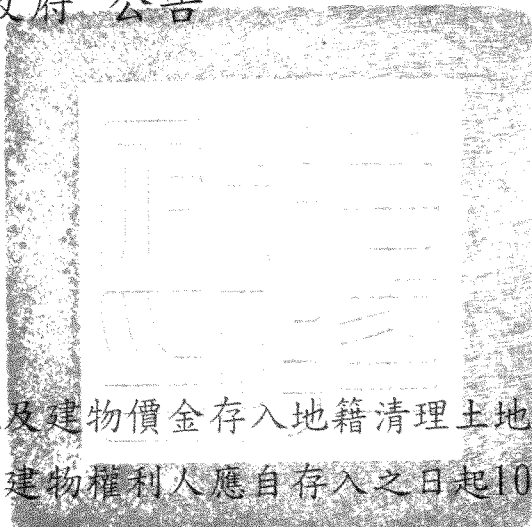 政府 公告
及建物價金存入地籍清理土地
建物權利人應自存入之日起10